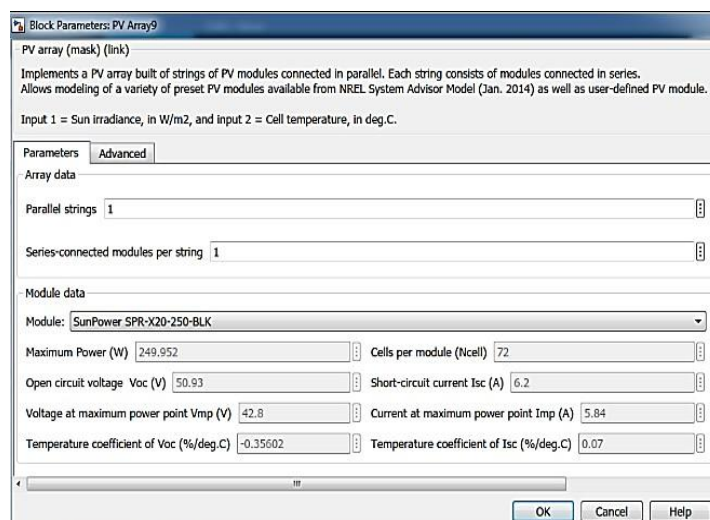 Block Parameters: PV Array9
PV array (mask) (link)
Implements a PV array built of strings of PV modules connected in parallel. Each string consists of modules connected in series.
Allows modeling of a variety of preset PV modules available from NREL System Advisor Model (Jan. 2014) as well as user-defined PV module.
Input 1 = Sun irradiance, in W/m2, and input 2 = Cell temperature, in deg.C.
Parameters Advanced
Array data
Parallel strings 1
Series-connected modules per string 1
Module data
Module: SunPower SPR-X20-250-BLK
Maximum Power (W) 249.952 Cells per module (Ncell) 72
Open circuit voltage Voc (V) 50.93 Short-circuit current Isc (A) 6.2
Voltage at maximum power point Vmp (V) 42.8 Current at maximum power point Imp (A) 5.84
Temperature coefficient of Voc (%/deg.C) -0.35602 Temperature coefficient of Isc (%/deg.C) 0.07
OK Cancel Help